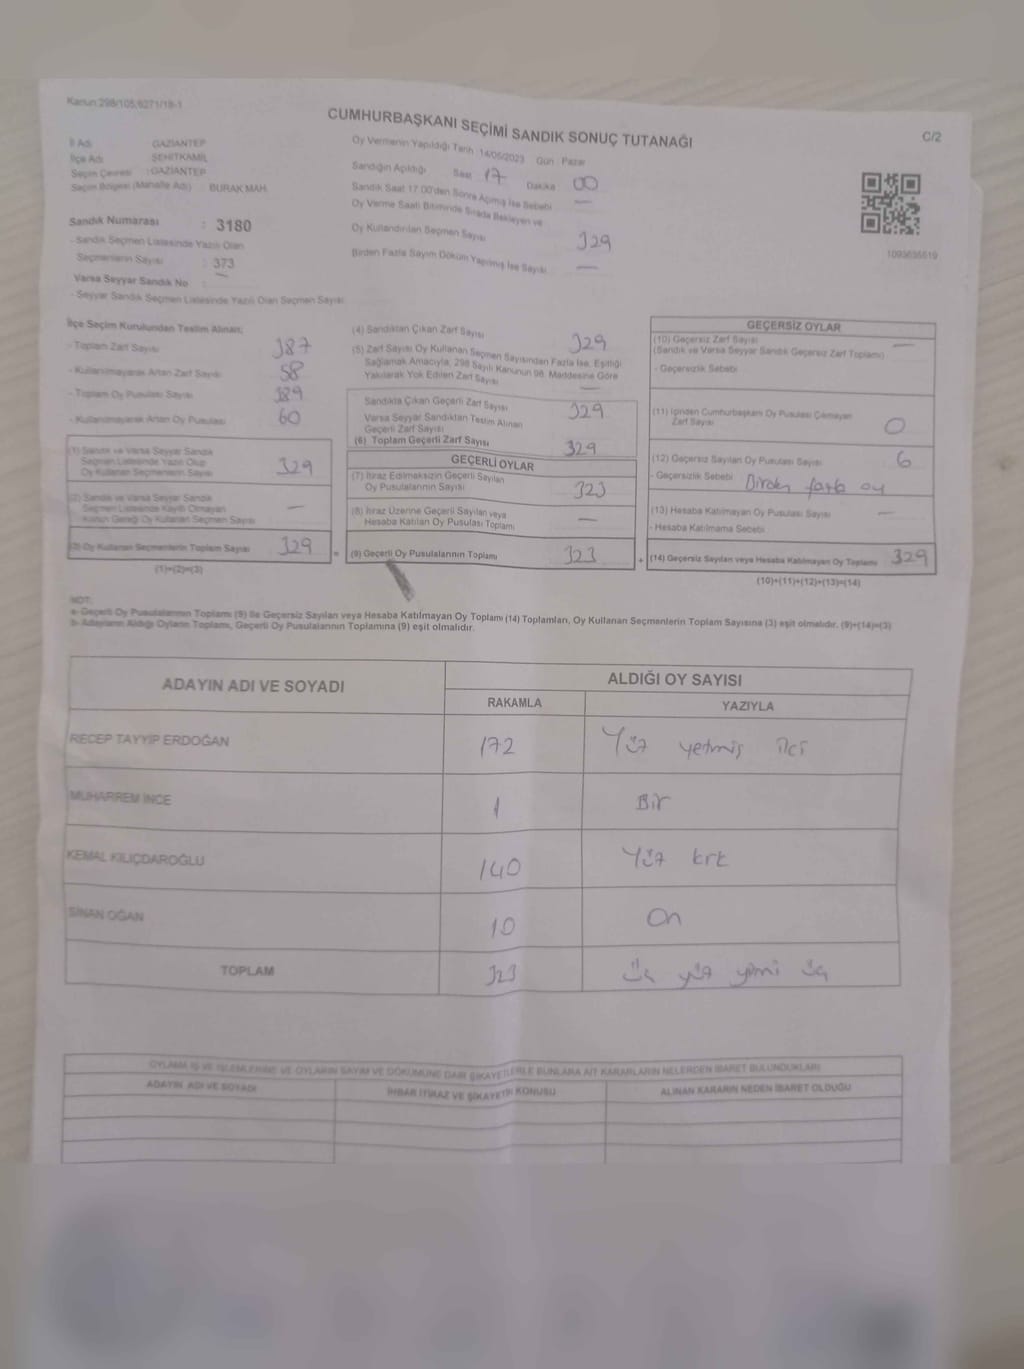 Kanun:298/105;6271/18-1
CUMHURBAŞKANI SEÇİMİ SANDIK SONUÇ TUTANAĞI
C/2
İl Adı GAZİANTEP
İlçe Adı ŞEHİTKAMİL
Seçim Çevresi : GAZİANTEP
Seçim Bölgesi (Mahalle Adı) BURAK MAH.
Sandık Numarası : 3180
- Sandık Seçmen Listesinde Yazılı Olan
Seçmenlerin Sayısı : 373
Varsa Seyyar Sandık No —
- Seyyar Sandık Seçmen Listesinde Yazılı Olan Seçmen Sayısı
Oy Vermenin Yapıldığı Tarih :14/05/2023 Gün : Pazar
Sandığın Açıldığı Saat 17 Dakika 00
Sandık Saat 17.00'den Sonra Açılmış İse Sebebi —
Oy Verme Saati Bitiminde Sırada Bekleyen ve
Oy Kullandırılan Seçmen Sayısı 329
Birden Fazla Sayım Döküm Yapılmış İse Sayısı —
1093635519
İlçe Seçim Kurulundan Teslim Alınan;
- Toplam Zarf Sayısı 387
- Kullanılmayarak Artan Zarf Sayısı 58
- Toplam Oy Pusulası Sayısı 389
- Kullanılmayarak Artan Oy Pusulası 60
(1) Sandık ve Varsa Seyyar Sandık
Seçmen Listesinde Yazılı Olup
Oy Kullanan Seçmenlerin Sayısı 329
(2) Sandık ve Varsa Seyyar Sandık
Seçmen Listesinde Kayıtlı Olmayan
Kanun Gereği Oy Kullanan Seçmen Sayısı —
(3) Oy Kullanan Seçmenlerin Toplam Sayısı 329
(1)+(2)=(3)
(4) Sandıktan Çıkan Zarf Sayısı 329
(5) Zarf Sayısı Oy Kullanan Seçmen Sayısından Fazla İse, Eşitliği
Sağlamak Amacıyla, 298 Sayılı Kanunun 98. Maddesine Göre
Yakılarak Yok Edilen Zarf Sayısı —
Sandıkta Çıkan Geçerli Zarf Sayısı 329
Varsa Seyyar Sandıktan Teslim Alınan
Geçerli Zarf Sayısı
(6) Toplam Geçerli Zarf Sayısı 329
GEÇERLİ OYLAR
(7) İtiraz Edilmeksizin Geçerli Sayılan
Oy Pusulalarının Sayısı 323
(8) İtiraz Üzerine Geçerli Sayılan veya
Hesaba Katılan Oy Pusulası Toplamı —
= (9) Geçerli Oy Pusulalarının Toplamı 323
GEÇERSİZ OYLAR
(10) Geçersiz Zarf Sayısı —
(Sandık ve Varsa Seyyar Sandık Geçersiz Zarf Toplamı)
- Geçersizlik Sebebi
(11) İçinden Cumhurbaşkanı Oy Pusulası Çıkmayan
Zarf Sayısı 0
(12) Geçersiz Sayılan Oy Pusulası Sayısı 6
- Geçersizlik Sebebi Birden fazla oy
(13) Hesaba Katılmayan Oy Pusulası Sayısı —
- Hesaba Katılmama Sebebi
+ (14) Geçersiz Sayılan veya Hesaba Katılmayan Oy Toplamı 329
(10)+(11)+(12)+(13)=(14)
NOT:
a- Geçerli Oy Pusulalarının Toplamı (9) ile Geçersiz Sayılan veya Hesaba Katılmayan Oy Toplamı (14) Toplamları, Oy Kullanan Seçmenlerin Toplam Sayısına (3) eşit olmalıdır. (9)+(14)=(3)
b- Adayların Aldığı Oyların Toplamı, Geçerli Oy Pusulalarının Toplamına (9) eşit olmalıdır.
ADAYIN ADI VE SOYADI
ALDIĞI OY SAYISI
RAKAMLA YAZIYLA
RECEP TAYYİP ERDOĞAN 172 Yüz yetmiş ilci
MUHARREM İNCE 1 Bir
KEMAL KILIÇDAROĞLU 140 Yüz krk
SİNAN OĞAN 10 On
TOPLAM 323 üç yüz yirmi üç
OYLAMA İŞ VE İŞLEMLERİNE VE OYLARIN SAYIM VE DÖKÜMÜNE DAİR ŞİKAYETLERLE BUNLARA AİT KARARLARIN NELERDEN İBARET BULUNDUKLARI
ADAYIN ADI VE SOYADI İHBAR İTİRAZ VE ŞİKAYETİN KONUSU ALINAN KARARIN NEDEN İBARET OLDUĞU